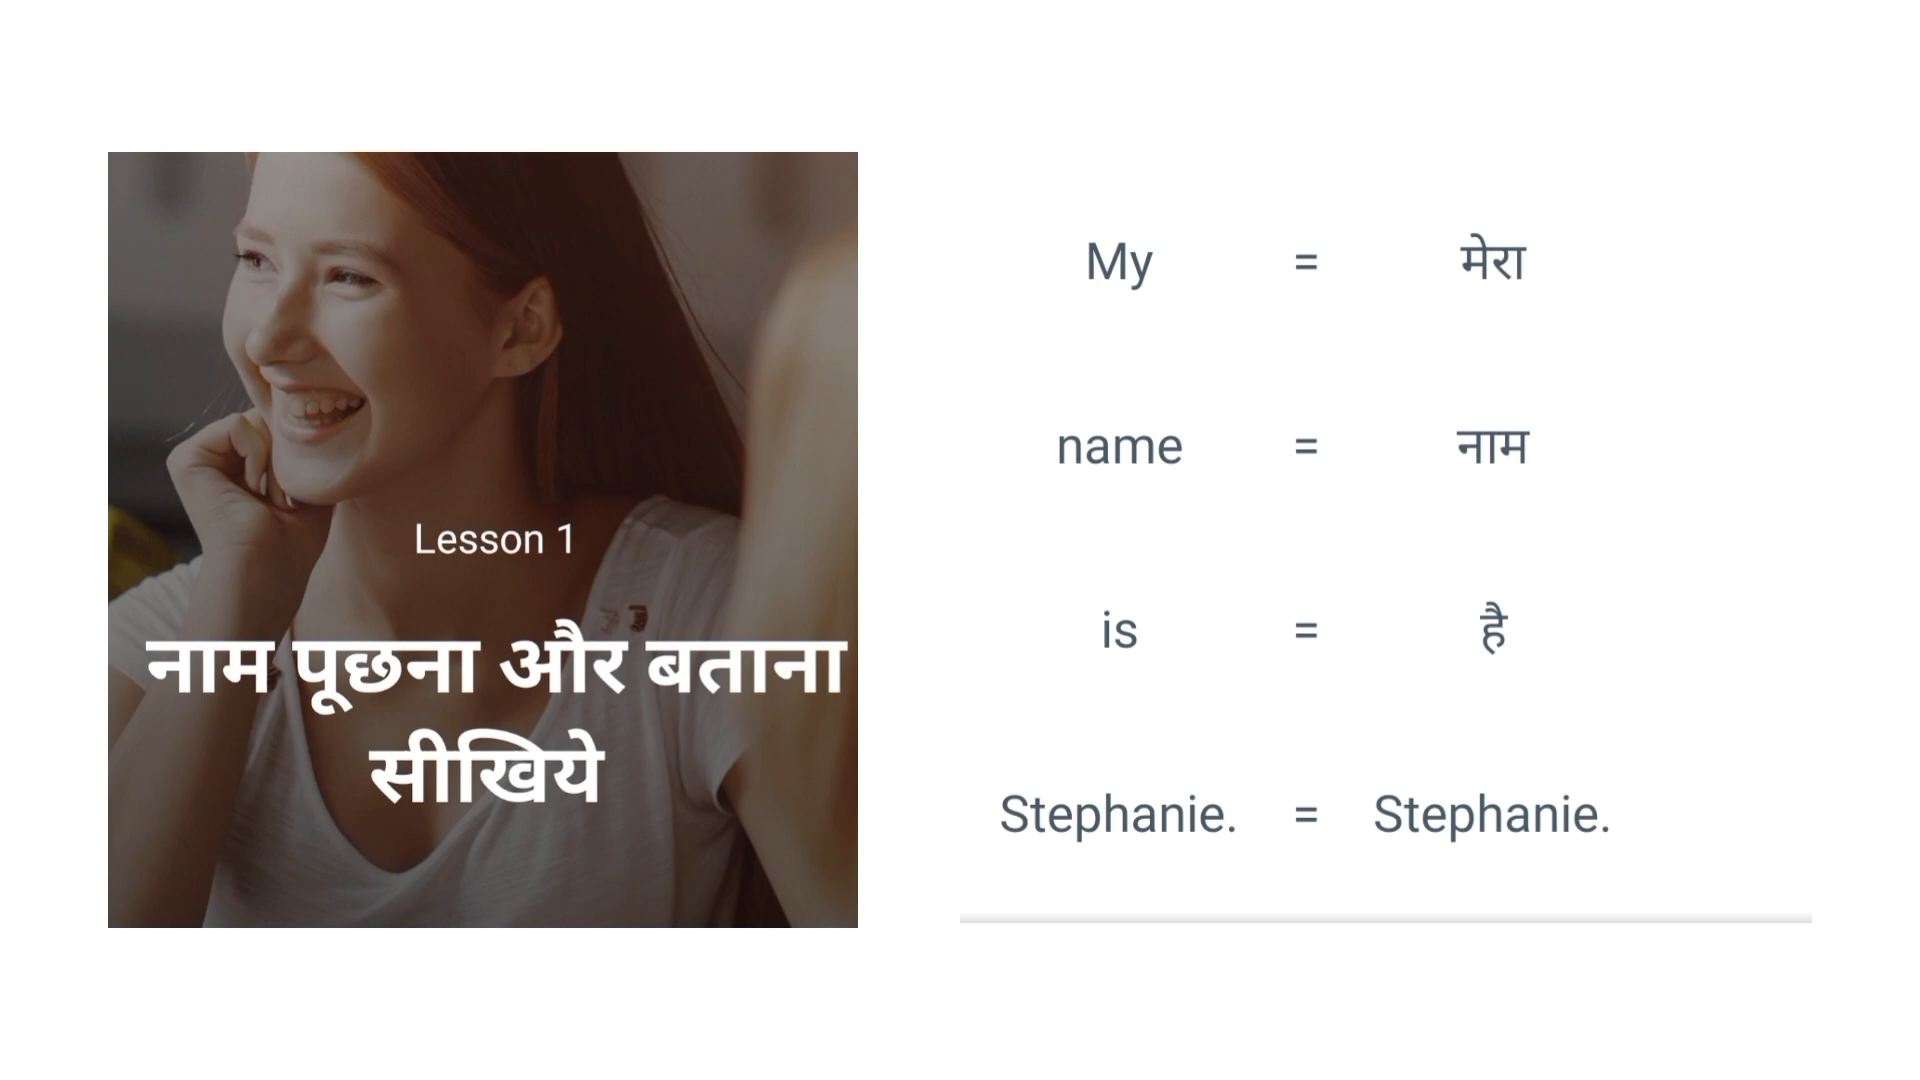 Lesson 1
नाम पूछना और बताना
सीखिये
My = मेरा
name = नाम
is = है
Stephanie. = Stephanie.